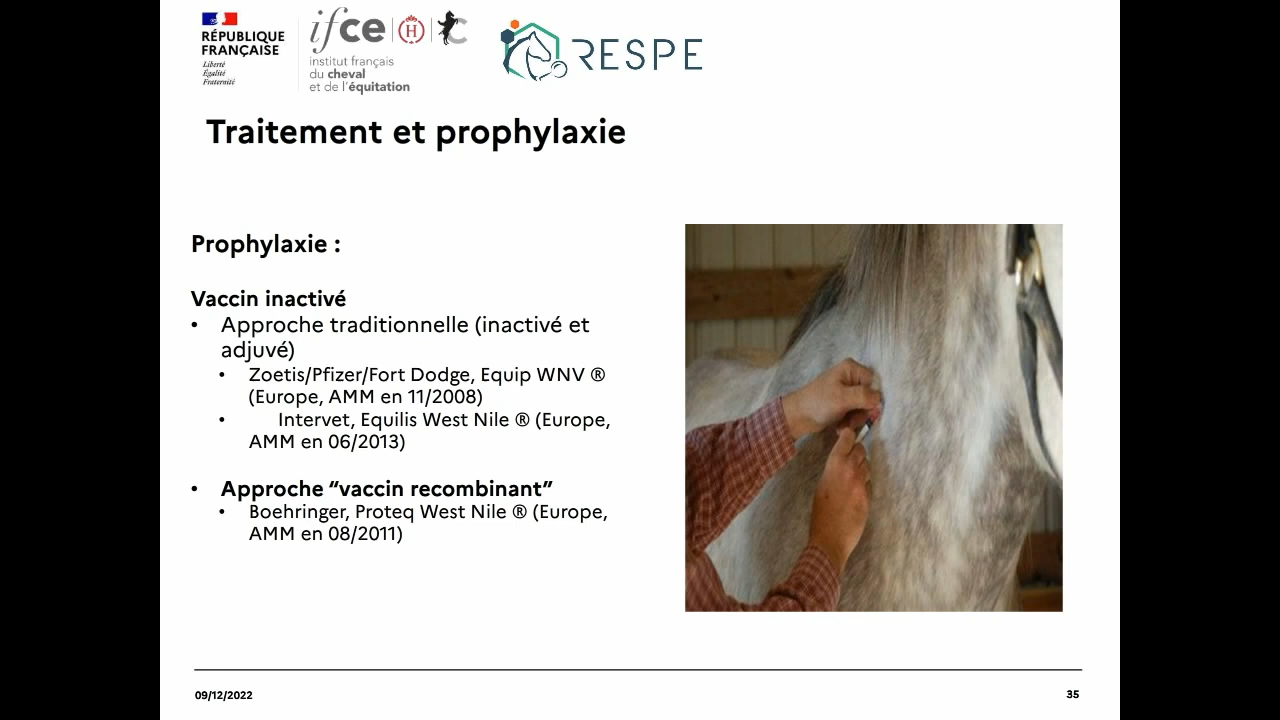 RÉPUBLIQUE
FRANÇAISE
Liberté
Égalité
Fraternité
ifce
H
institut français
du cheval
et de l'équitation
RESPE
Traitement et prophylaxie
Prophylaxie :
Vaccin inactivé
• Approche traditionnelle (inactivé et
adjuvé)
• Zoetis/Pfizer/Fort Dodge, Equip WNV ®
(Europe, AMM en 11/2008)
• Intervet, Equilis West Nile ® (Europe,
AMM en 06/2013)
• Approche “vaccin recombinant”
• Boehringer, Proteq West Nile ® (Europe,
AMM en 08/2011)
09/12/2022
35